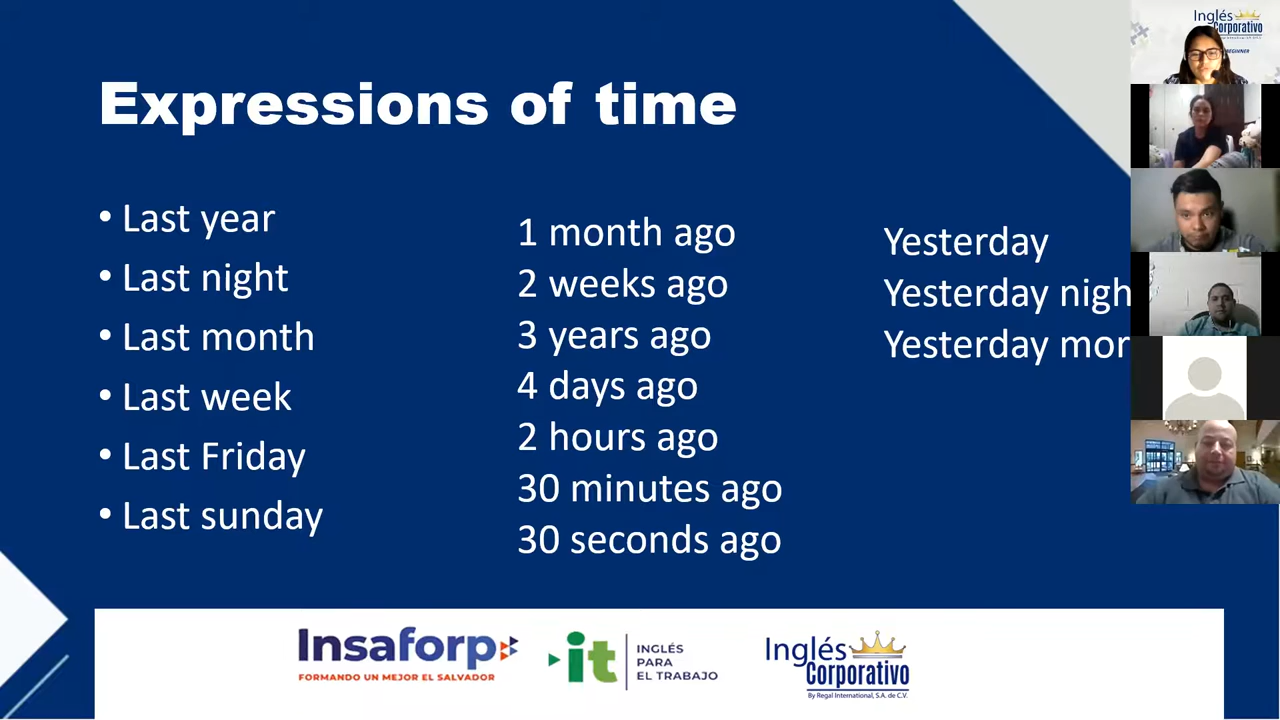 Expressions of time
• Last year
• Last night
• Last month
• Last week
• Last Friday
• Last sunday
1 month ago
2 weeks ago
3 years ago
4 days ago
2 hours ago
30 minutes ago
30 seconds ago
Yesterday
Yesterday nigh
Yesterday mor
Inglés
Corporativo
BEGINNER
Insaforp
FORMANDO UN MEJOR EL SALVADOR
it
INGLÉS
PARA
EL TRABAJO
Inglés
Corporativo
By Regal International, S.A. de C.V.